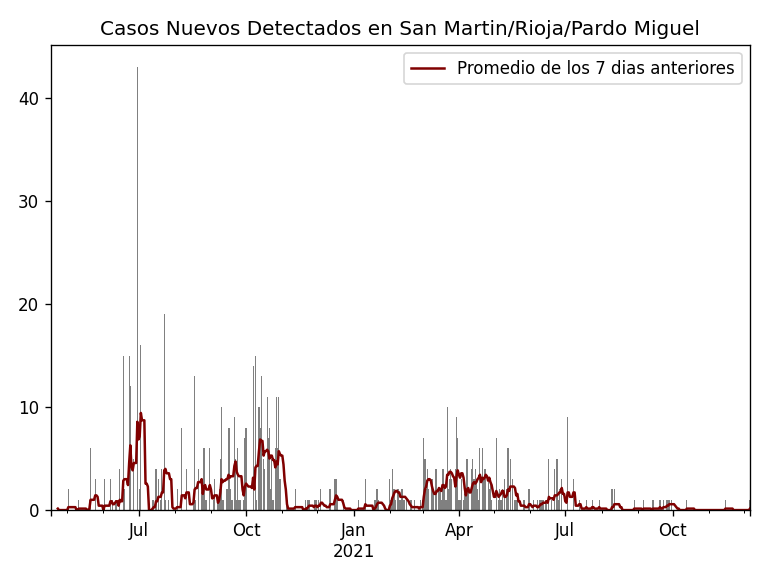 Casos Nuevos Detectados en San Martin/Rioja/Pardo Miguel
Promedio de los 7 dias anteriores
40
30
20
10
0
Jul Oct Jan Apr Jul Oct
2021